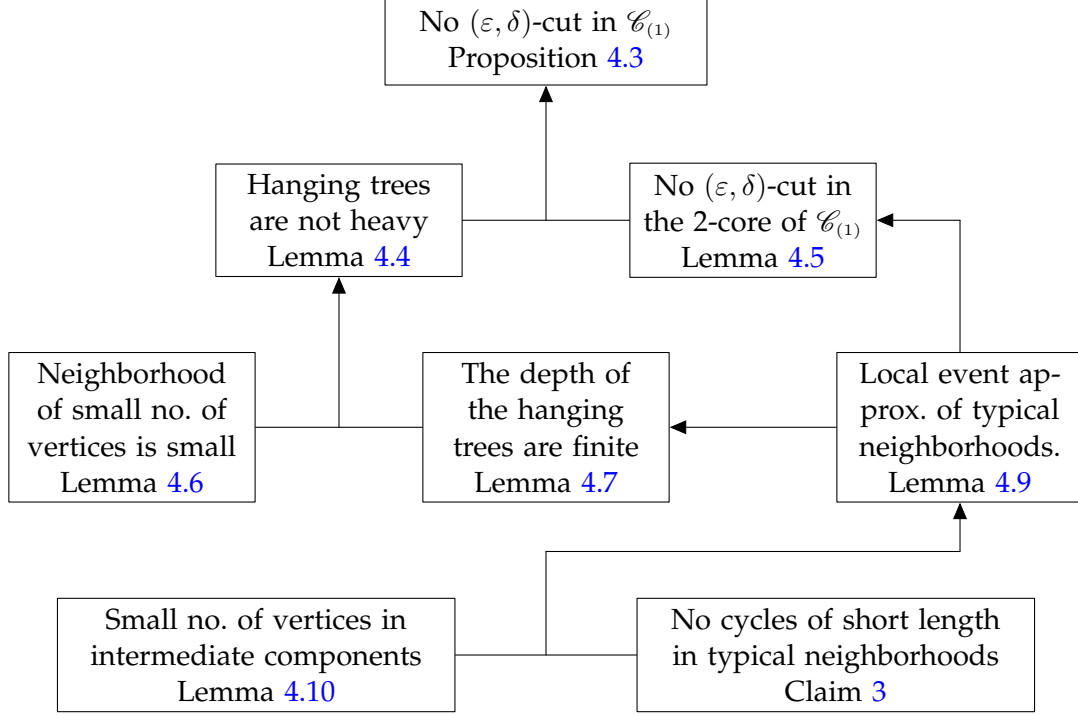 No (ε, δ)-cut in 𝒞₍₁₎
Proposition 4.3
Hanging trees
are not heavy
Lemma 4.4
No (ε, δ)-cut in
the 2-core of 𝒞₍₁₎
Lemma 4.5
Neighborhood
of small no. of
vertices is small
Lemma 4.6
The depth of
the hanging
trees are finite
Lemma 4.7
Local event ap-
prox. of typical
neighborhoods.
Lemma 4.9
Small no. of vertices in
intermediate components
Lemma 4.10
No cycles of short length
in typical neighborhoods
Claim 3